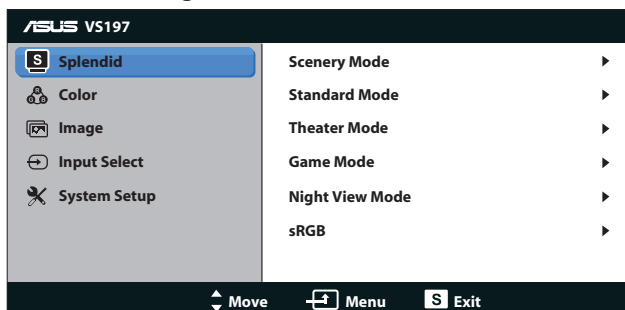 ASUS VS197
S Splendid
Color
Image
Input Select
System Setup
Scenery Mode
Standard Mode
Theater Mode
Game Mode
Night View Mode
sRGB
Move Menu S Exit